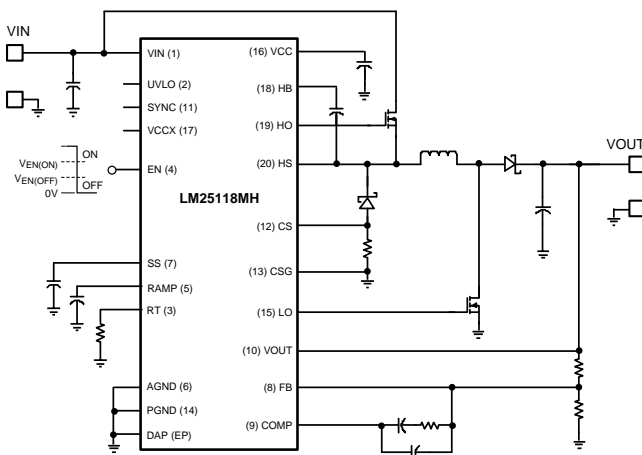 VIN
VIN (1)
UVLO (2)
SYNC (11)
VCCX (17)
ON
VEN(ON)
VEN(OFF)
0V
OFF
EN (4)
LM25118MH
SS (7)
RAMP (5)
RT (3)
AGND (6)
PGND (14)
DAP (EP)
(16) VCC
(18) HB
(19) HO
(20) HS
(12) CS
(13) CSG
(15) LO
(10) VOUT
(8) FB
(9) COMP
VOUT